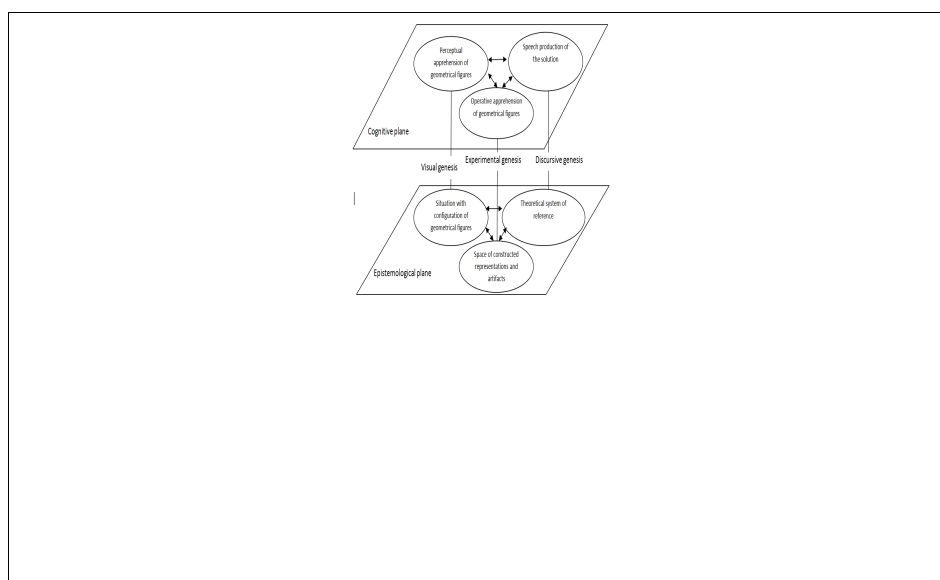 Perceptual
apprehension of
geometrical figures
Speech production of
the solution
Operative apprehension
of geometrical figures
Cognitive plane
Visual genesis
Experimental genesis
Discursive genesis
Situation with
configuration of
geometrical figures
Theoretical system of
reference
Space of constructed
representations and
artifacts
Epistemological plane